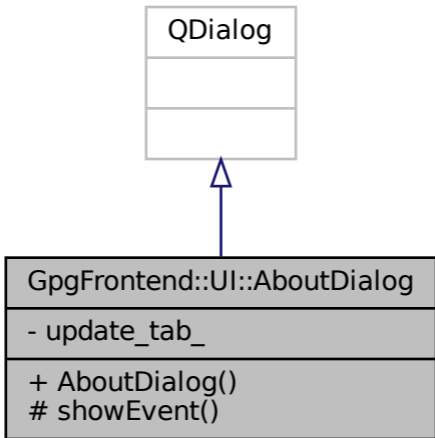 QDialog
GpgFrontend::UI::AboutDialog
- update_tab_
+ AboutDialog()
# showEvent()